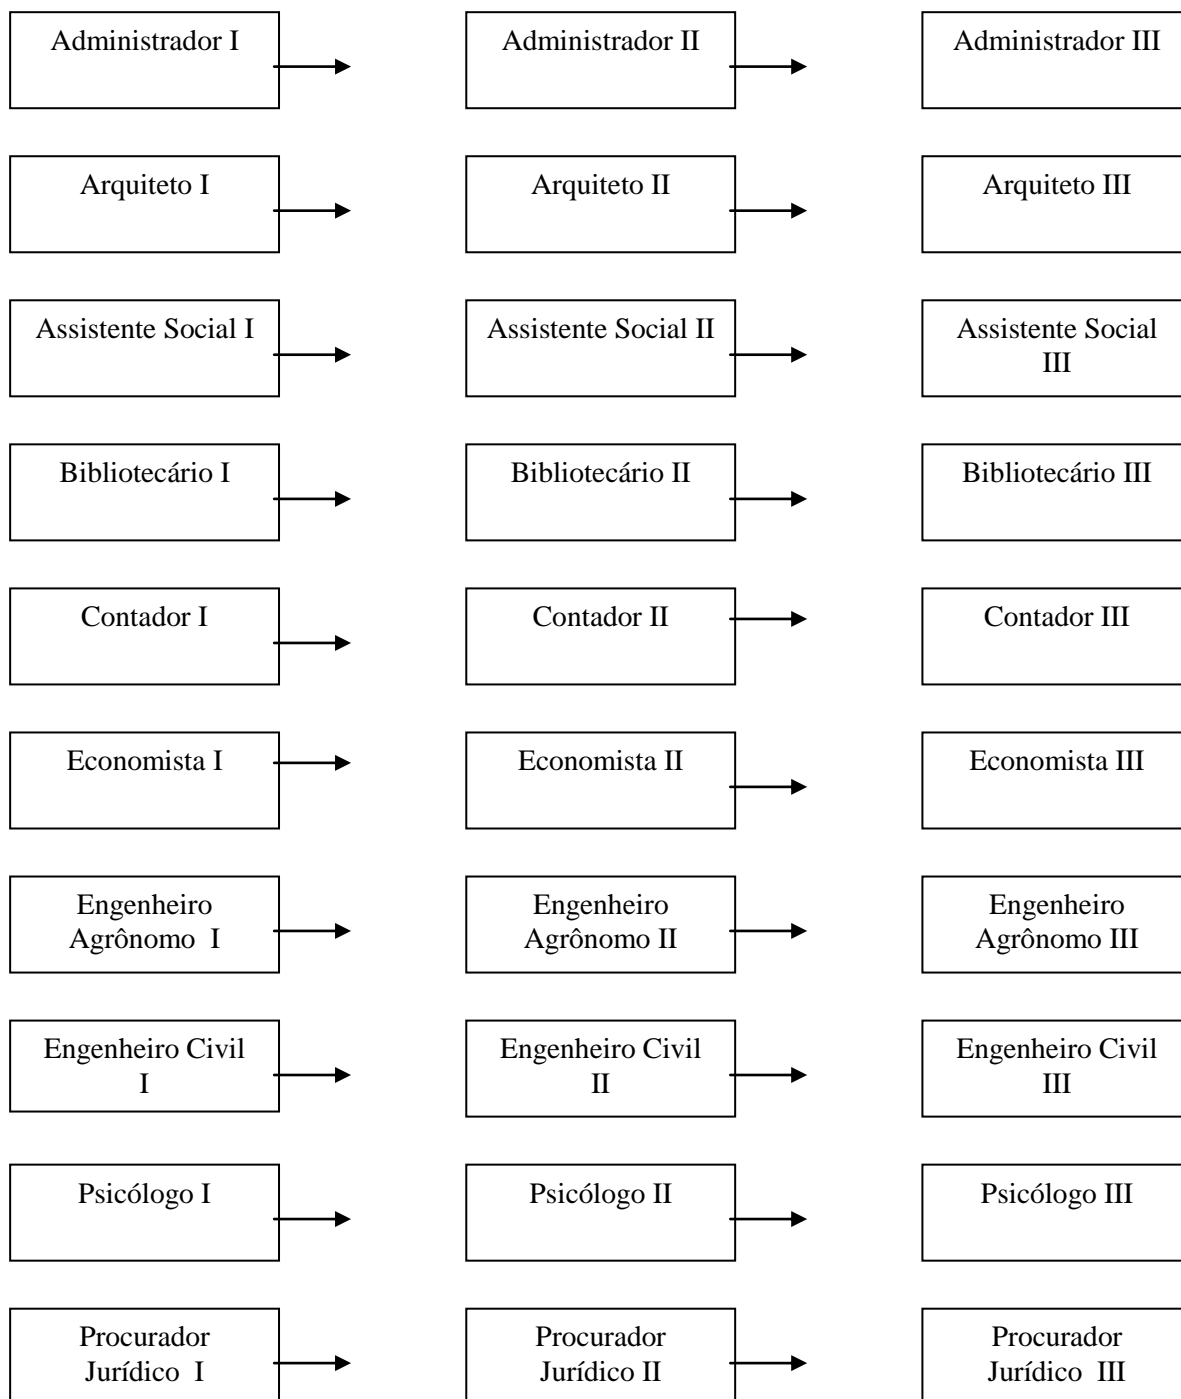 Administrador I
Administrador II
Administrador III
Arquiteto I
Arquiteto II
Arquiteto III
Assistente Social I
Assistente Social II
Assistente Social
III
Bibliotecário I
Bibliotecário II
Bibliotecário III
Contador I
Contador II
Contador III
Economista I
Economista II
Economista III
Engenheiro
Agrônomo  I
Engenheiro
Agrônomo II
Engenheiro
Agrônomo III
Engenheiro Civil
I
Engenheiro Civil
II
Engenheiro Civil
III
Psicólogo I
Psicólogo II
Psicólogo III
Procurador
Jurídico  I
Procurador
Jurídico II
Procurador
Jurídico  III